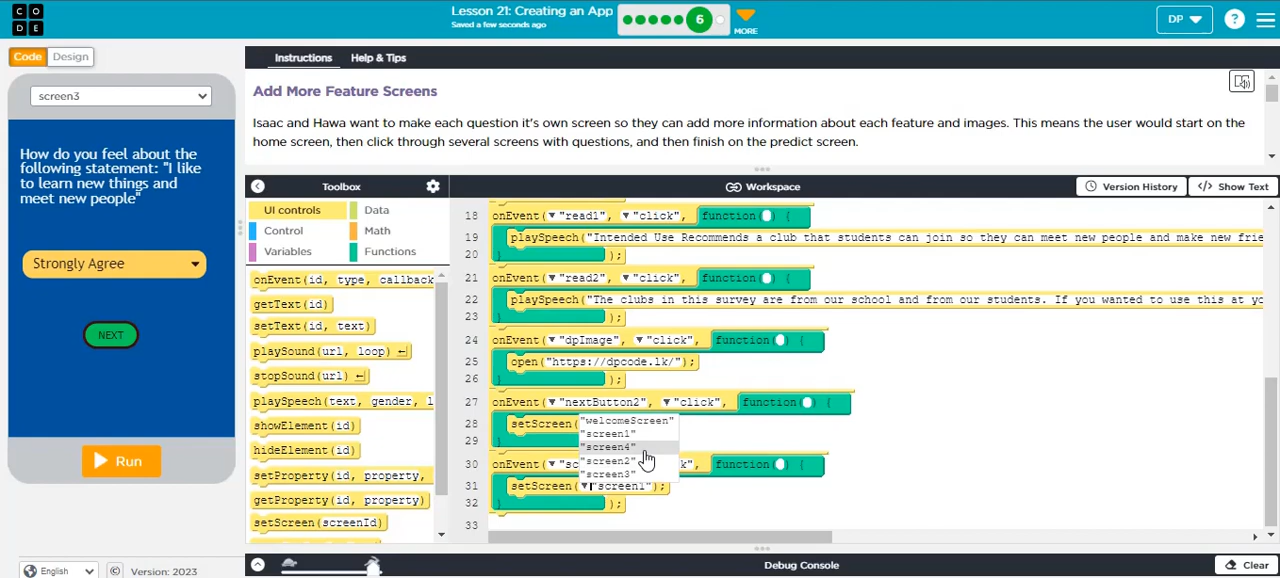 C O
D E
Lesson 21: Creating an App
Saved a few seconds ago
6
MORE
DP
?
Code
Design
Instructions
Help & Tips
screen3
Add More Feature Screens
Isaac and Hawa want to make each question it's own screen so they can add more information about each feature and images. This means the user would start on the
home screen, then click through several screens with questions, and then finish on the predict screen.
How do you feel about the
following statement: "I like
to learn new things and
meet new people"
Strongly Agree
NEXT
Run
Toolbox
Workspace
Version History
</> Show Text
UI controls
Data
Control
Math
Variables
Functions
onEvent(id, type, callback
getText(id)
setText(id, text)
playSound(url, loop)
stopSound(url)
playSpeech(text, gender, l
showElement(id)
hideElement(id)
setProperty(id, property,
getProperty(id, property)
setScreen(screenId)
18 onEvent("read1", "click", function() {
19 playSpeech("Intended Use Recommends a club that students can join so they can meet new people and make new frie
20 } );
21 onEvent("read2", "click", function() {
22 playSpeech("The clubs in this survey are from our school and from our students. If you wanted to use this at yo
23 } );
24 onEvent("dpImage", "click", function() {
25 open("https://dpcode.lk/");
26 } );
27 onEvent("nextButton2", "click", function() {
28 setScreen(
"welcomeScreen"
"screen1"
"screen4"
"screen2"
"screen3"
29 }
30 onEvent("sc k", function() {
31 setScreen("screen1");
32 } );
33
English
©
Version: 2023
Debug Console
Clear